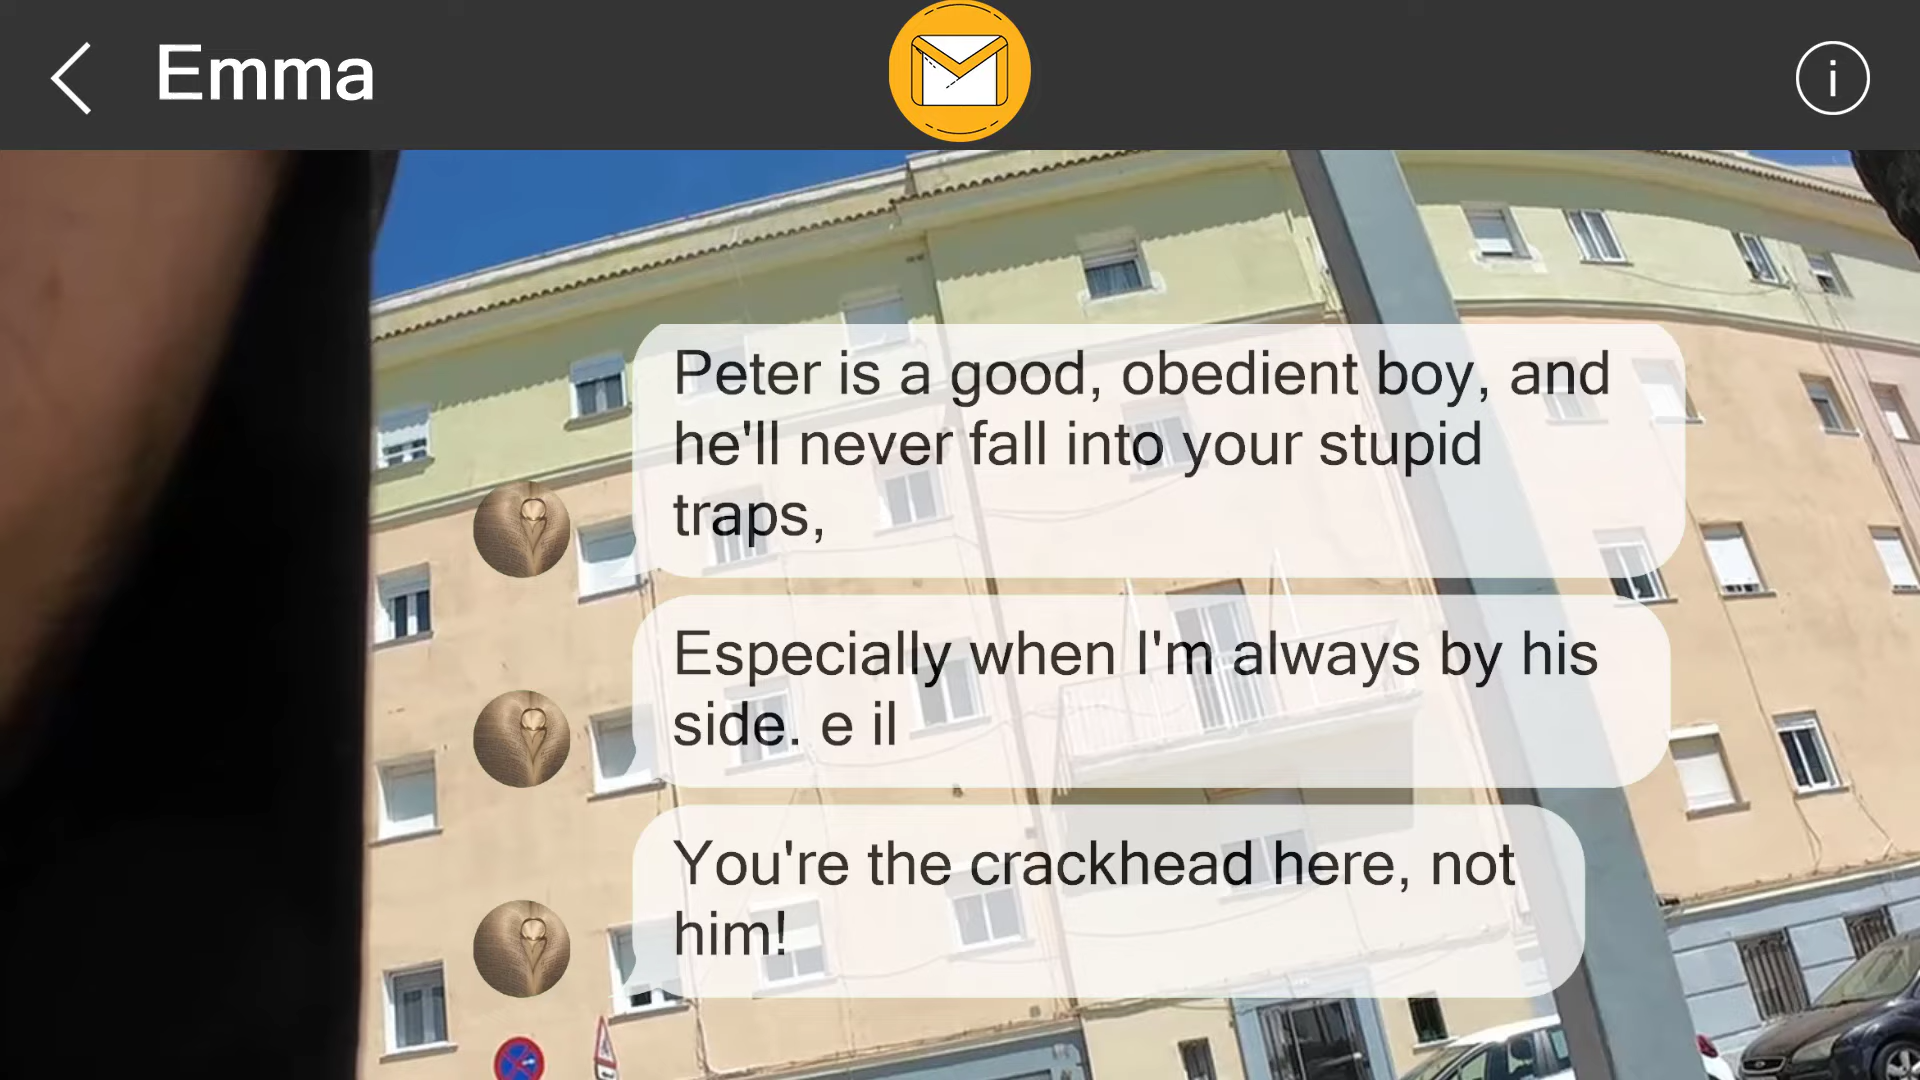 Emma
Peter is a good, obedient boy, and
he'll never fall into your stupid
traps,
Especially when I'm always by his
side. e il
You're the crackhead here, not
him!